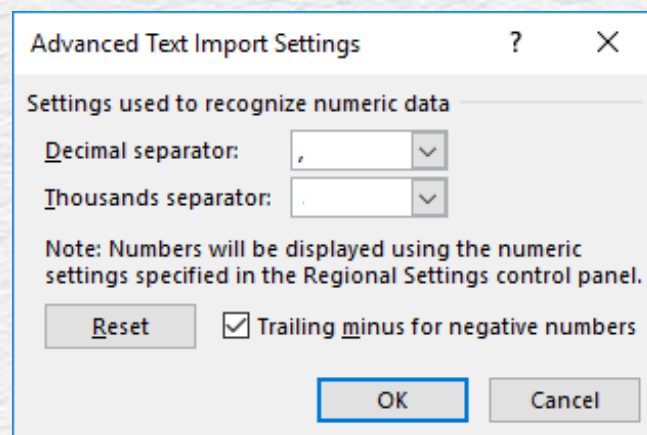 Advanced Text Import Settings ? ×
Settings used to recognize numeric data
Decimal separator: ,
Thousands separator: .
Note: Numbers will be displayed using the numeric
settings specified in the Regional Settings control panel.
Reset Trailing minus for negative numbers
OK Cancel